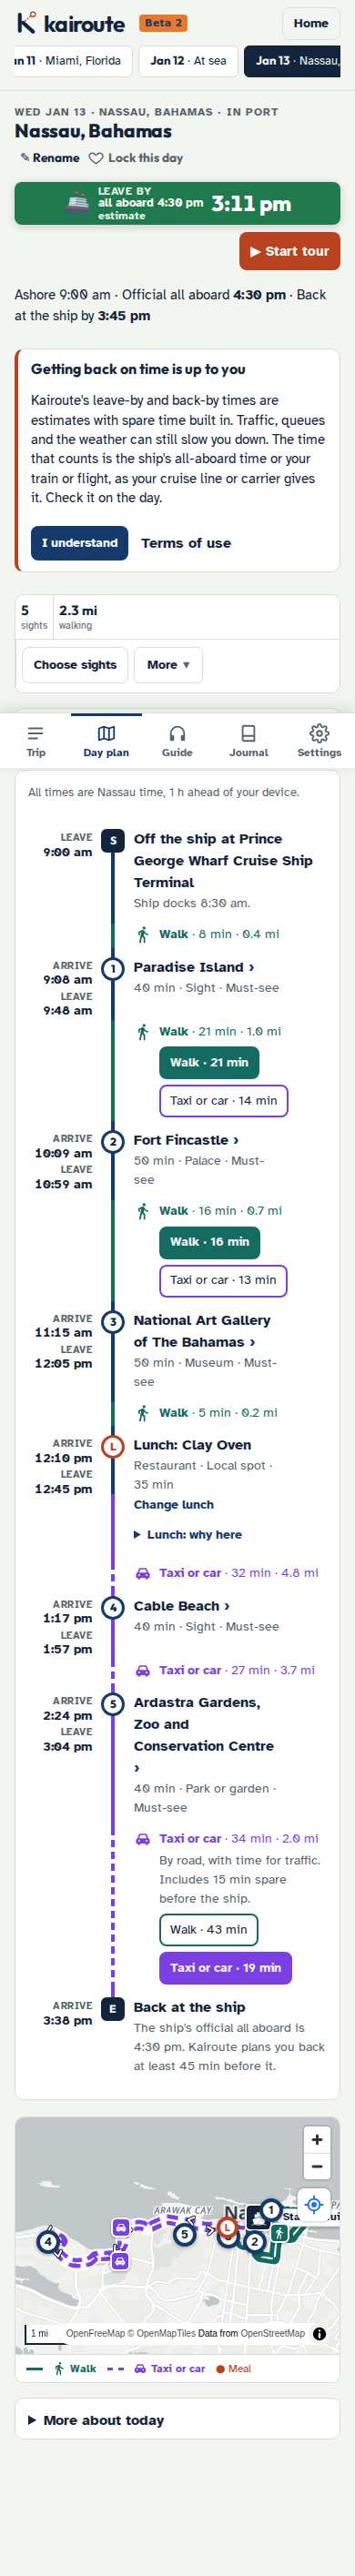 kairoute
Beta 2
Home
n 11 · Miami, Florida
Jan 12 · At sea
Jan 13 · Nassau,
WED JAN 13 · NASSAU, BAHAMAS · IN PORT
Nassau, Bahamas
✎ Rename
Lock this day
LEAVE BY
all aboard 4:30 pm
estimate
3:11 pm
▶ Start tour
Ashore 9:00 am · Official all aboard 4:30 pm · Back
at the ship by 3:45 pm
Getting back on time is up to you
Kairoute's leave-by and back-by times are
estimates with spare time built in. Traffic, queues
and the weather can still slow you down. The time
that counts is the ship's all-aboard time or your
train or flight, as your cruise line or carrier gives
it. Check it on the day.
I understand
Terms of use
5
sights
2.3 mi
walking
Choose sights
More ▾
Trip
Day plan
Guide
Journal
Settings
All times are Nassau time, 1 h ahead of your device.
LEAVE
9:00 am
S
Off the ship at Prince
George Wharf Cruise Ship
Terminal
Ship docks 8:30 am.
Walk · 8 min · 0.4 mi
ARRIVE
9:08 am
LEAVE
9:48 am
1
Paradise Island ›
40 min · Sight · Must-see
Walk · 21 min · 1.0 mi
Walk · 21 min
Taxi or car · 14 min
ARRIVE
10:09 am
LEAVE
10:59 am
2
Fort Fincastle ›
50 min · Palace · Must-
see
Walk · 16 min · 0.7 mi
Walk · 16 min
Taxi or car · 13 min
ARRIVE
11:15 am
LEAVE
12:05 pm
3
National Art Gallery
of The Bahamas ›
50 min · Museum · Must-
see
Walk · 5 min · 0.2 mi
ARRIVE
12:10 pm
LEAVE
12:45 pm
L
Lunch: Clay Oven
Restaurant · Local spot ·
35 min
Change lunch
▶ Lunch: why here
Taxi or car · 32 min · 4.8 mi
ARRIVE
1:17 pm
LEAVE
1:57 pm
4
Cable Beach ›
40 min · Sight · Must-see
Taxi or car · 27 min · 3.7 mi
ARRIVE
2:24 pm
LEAVE
3:04 pm
5
Ardastra Gardens,
Zoo and
Conservation Centre
›
40 min · Park or garden ·
Must-see
Taxi or car · 34 min · 2.0 mi
By road, with time for traffic.
Includes 15 min spare
before the ship.
Walk · 43 min
Taxi or car · 19 min
ARRIVE
3:38 pm
E
Back at the ship
The ship's official all aboard is
4:30 pm. Kairoute plans you back
at least 45 min before it.
+
−
ARAWAK CAY
Na
1
4
5
L
2
1 mi
OpenFreeMap © OpenMapTiles Data from OpenStreetMap
Walk
Taxi or car
Meal
▶ More about today